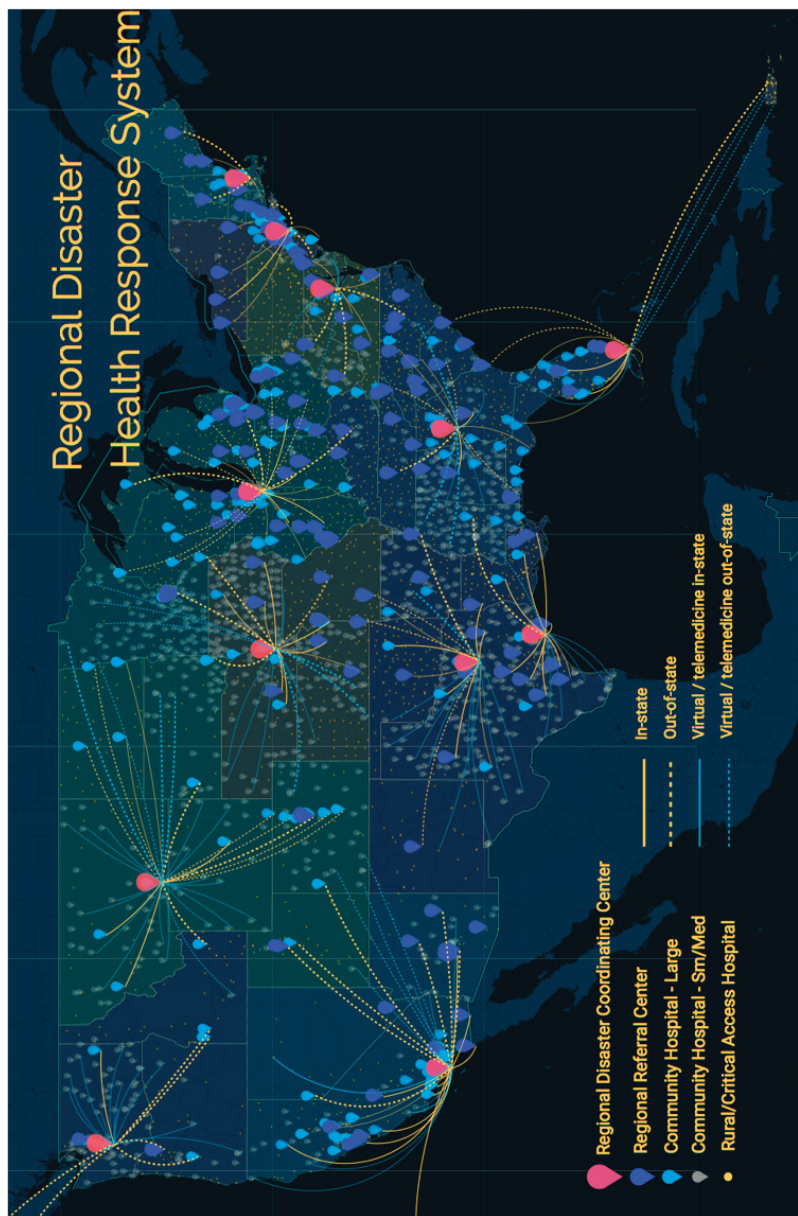 Regional Disaster
Health Response System
Regional Disaster Coordinating Center
Regional Referral Center
Community Hospital - Large
Community Hospital - Sm/Med
Rural/Critical Access Hospital
In-state
Out-of-state
Virtual / telemedicine in-state
Virtual / telemedicine out-of-state